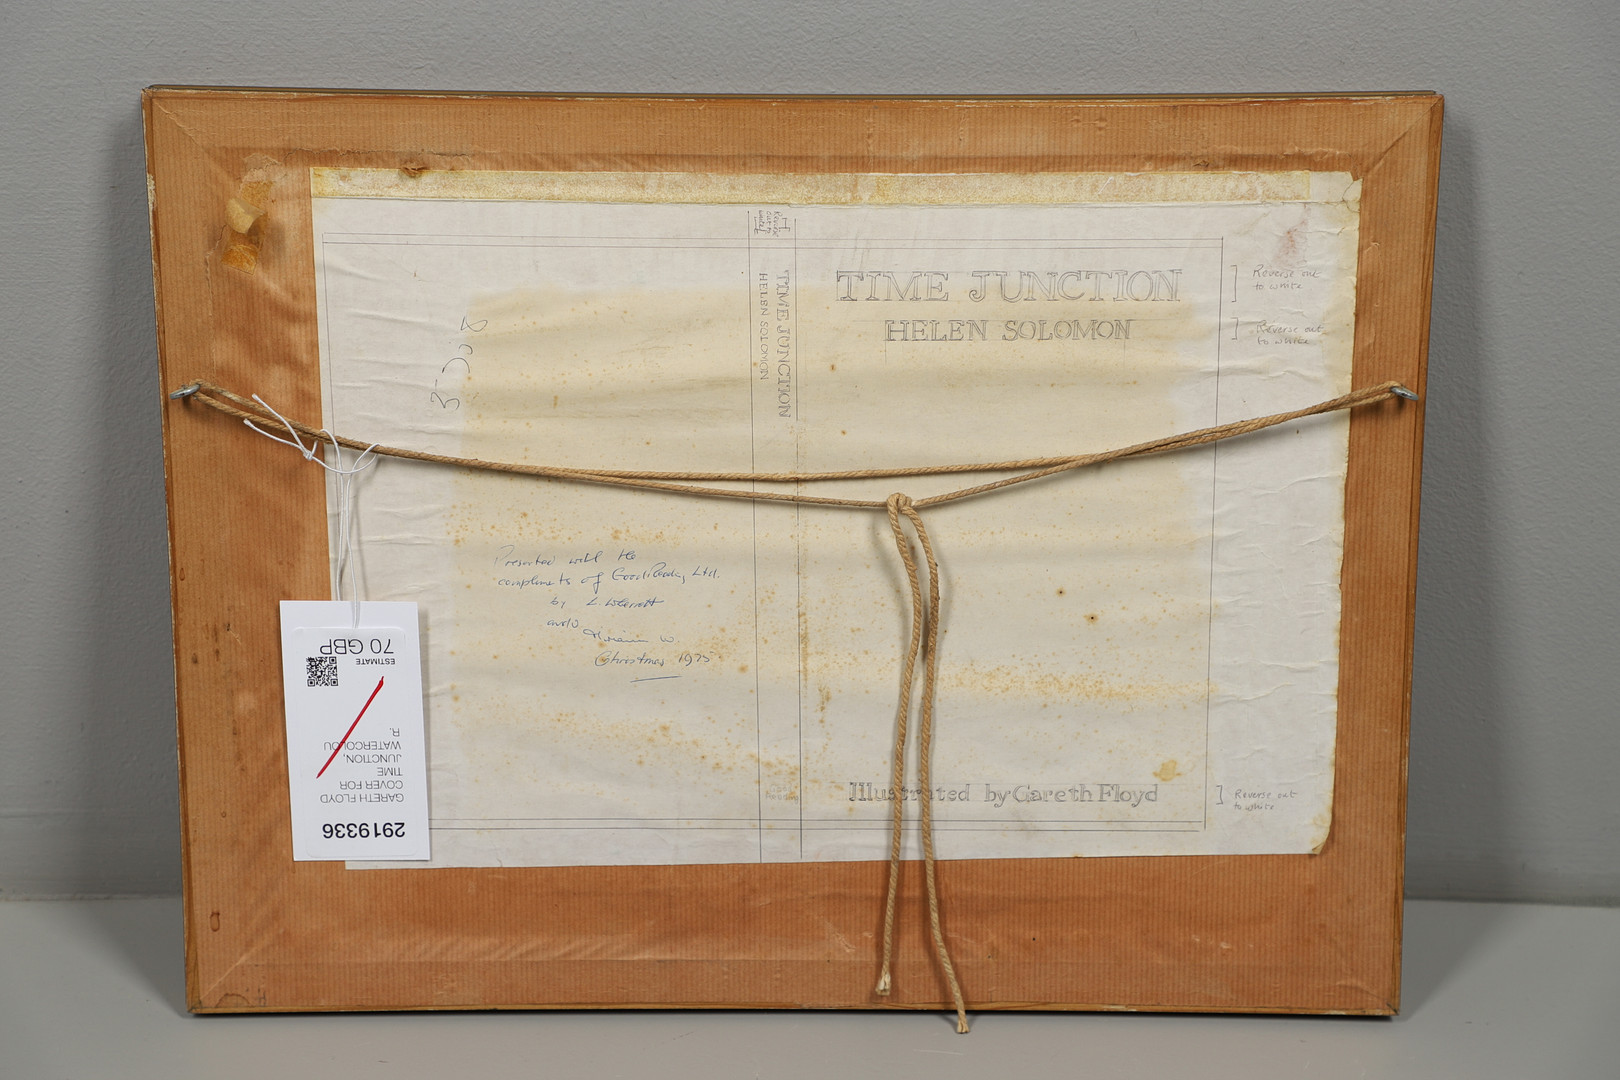 TIME JUNCTION
HELEN SOLOMON
Reverse out
to white
Reverse out
to white
TIME JUNCTION
HELEN SOLOMON
Presented with the
compliments of Ltd.
by L.
and/
W.
Christmas 1975
Illustrated by Gareth Floyd
Reverse out
to white
2919336
GARETH FLOYD
COVER FOR
TIME
JUNCTION,
WATERCOLOU
R.
ESTIMATE
70 GBP